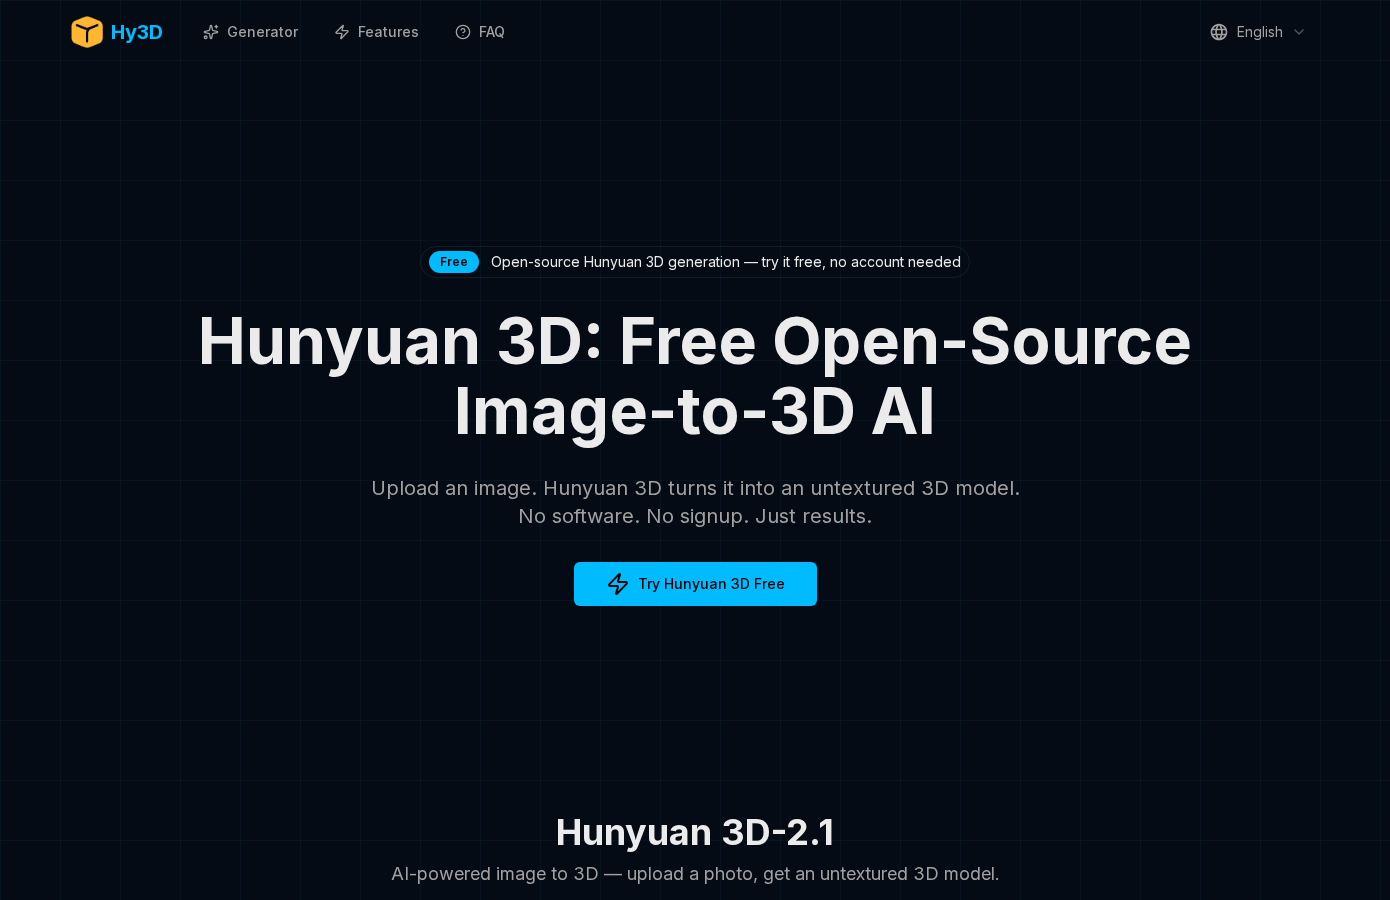 Hy3D
Generator
Features
FAQ
English
Free
Open-source Hunyuan 3D generation — try it free, no account needed
Hunyuan 3D: Free Open-Source
Image-to-3D AI
Upload an image. Hunyuan 3D turns it into an untextured 3D model.
No software. No signup. Just results.
Try Hunyuan 3D Free
Hunyuan 3D-2.1
AI-powered image to 3D — upload a photo, get an untextured 3D model.